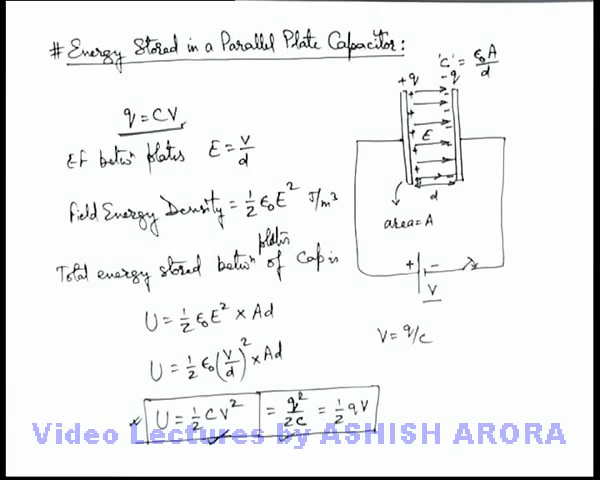 # Energy Stored in a Parallel Plate Capacitor:
'C' = ε₀A/d
+q -q
q = CV
E
EF betwⁿ plates E = V/d
d
Field Energy Density = 1/2 ε₀E² J/m³
area = A
plates
Total energy stored betwⁿ of Cap is
+ -
V
U = 1/2 ε₀E² × Ad
V = q/c
U = 1/2 ε₀(V/d)² × Ad
U = 1/2 CV² = q²/2C = 1/2 qV
Video Lectures by ASHISH ARORA